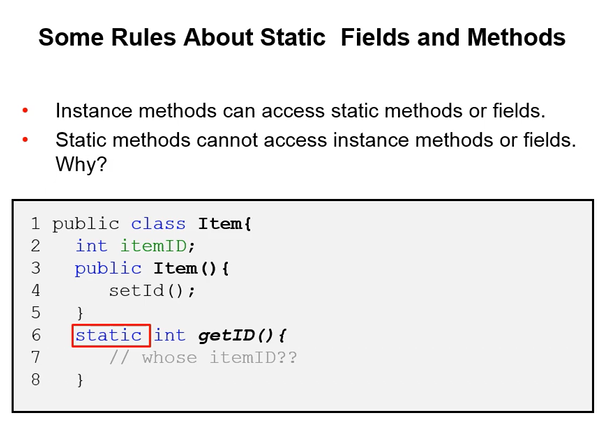 Some Rules About Static  Fields and Methods
• Instance methods can access static methods or fields.
• Static methods cannot access instance methods or fields.
Why?
1 public class Item{
2   int itemID;
3   public Item(){
4      setId();
5   }
6   static int getID(){
7      // whose itemID??
8   }